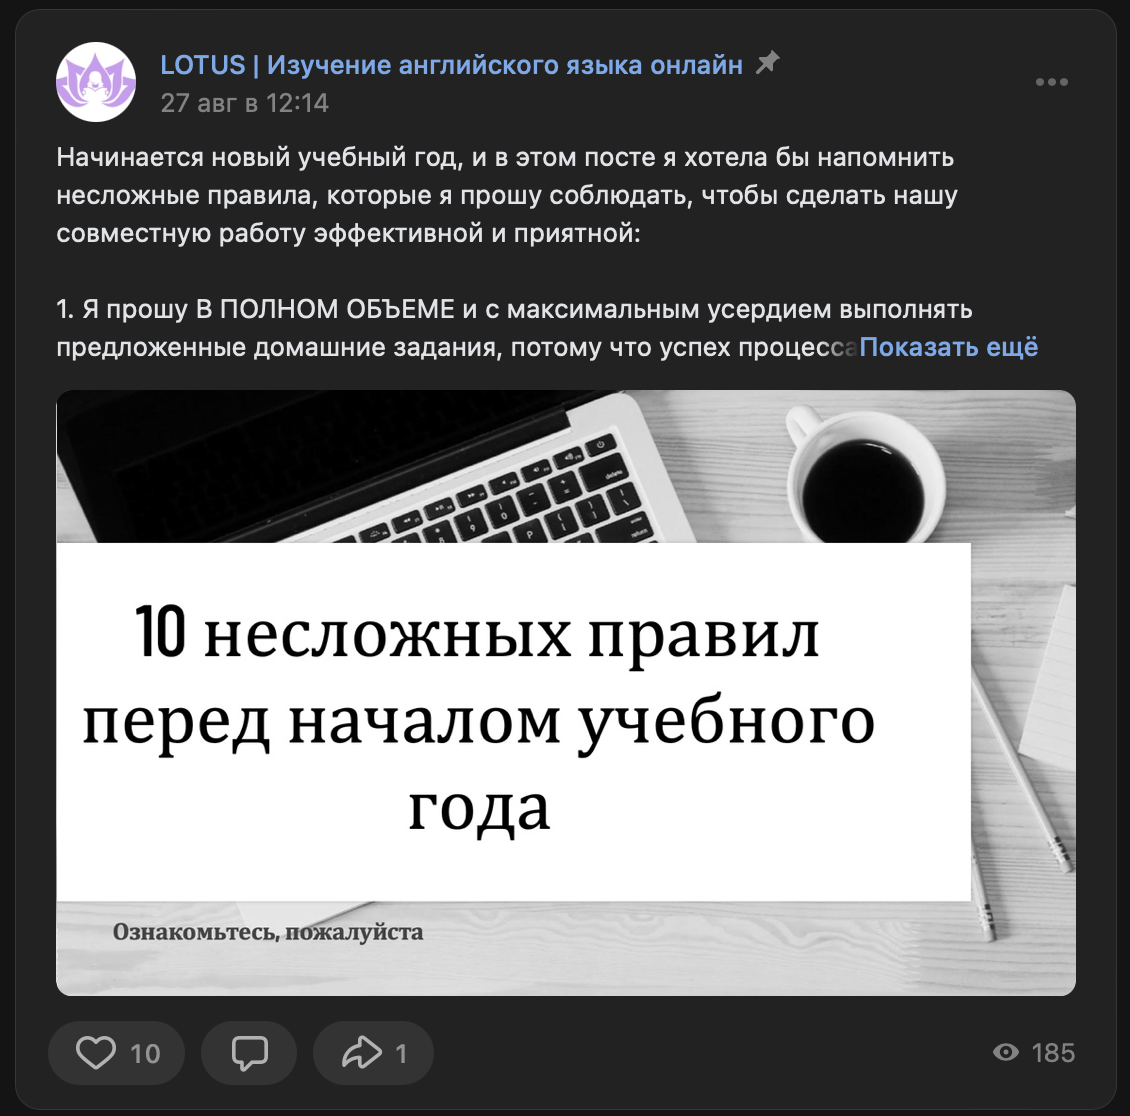 LOTUS | Изучение английского языка онлайн
27 авг в 12:14
Начинается новый учебный год, и в этом посте я хотела бы напомнить
несложные правила, которые я прошу соблюдать, чтобы сделать нашу
совместную работу эффективной и приятной:
1. Я прошу В ПОЛНОМ ОБЪЕМЕ и с максимальным усердием выполнять
предложенные домашние задания, потому что успех процесса Показать ещё
10 несложных правил
перед началом учебного
года
Ознакомьтесь, пожалуйста
10
1
185